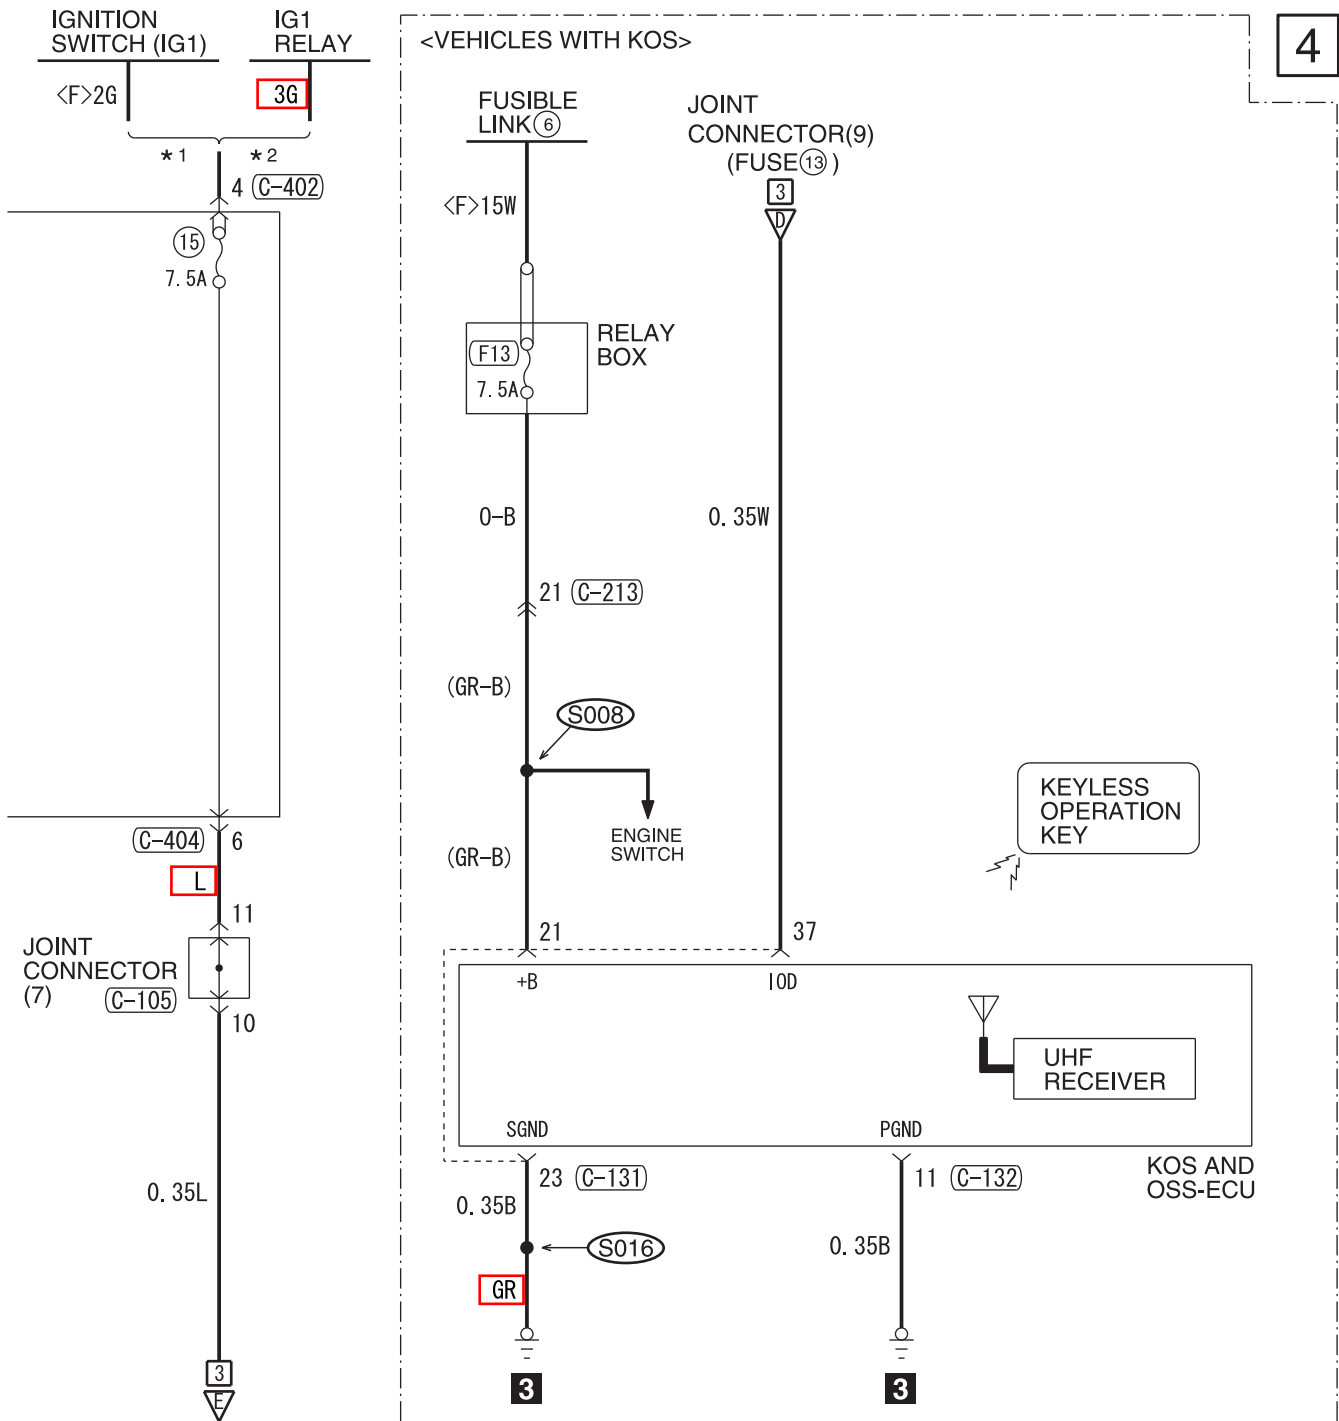 IGNITION
SWITCH (IG1)
IG1
RELAY
<F>2G
3G
*1
*2
4
C-402
15
7.5A
C-404
6
L
11
JOINT
CONNECTOR
(7)
C-105
10
0.35L
3
E
<VEHICLES WITH KOS>
4
FUSIBLE
LINK 6
<F>15W
JOINT
CONNECTOR(9)
(FUSE 13 )
3
D
F13
7.5A
RELAY
BOX
O-B
0.35W
21
C-213
(GR-B)
S008
ENGINE
SWITCH
(GR-B)
KEYLESS
OPERATION
KEY
21
37
+B
IOD
UHF
RECEIVER
SGND
PGND
KOS AND
OSS-ECU
23
C-131
11
C-132
0.35B
S016
0.35B
GR
3
3